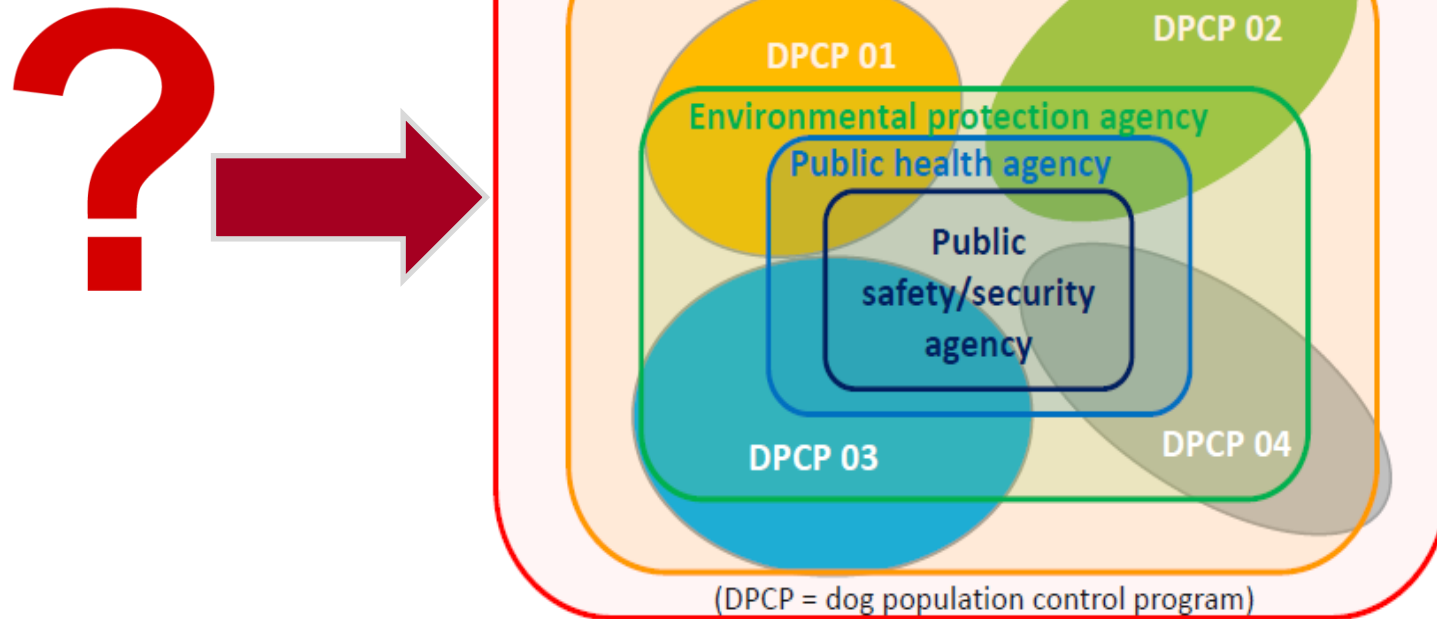 ?
DPCP 01
DPCP 02
Environmental protection agency
Public health agency
Public
safety/security
agency
DPCP 03
DPCP 04
(DPCP = dog population control program)